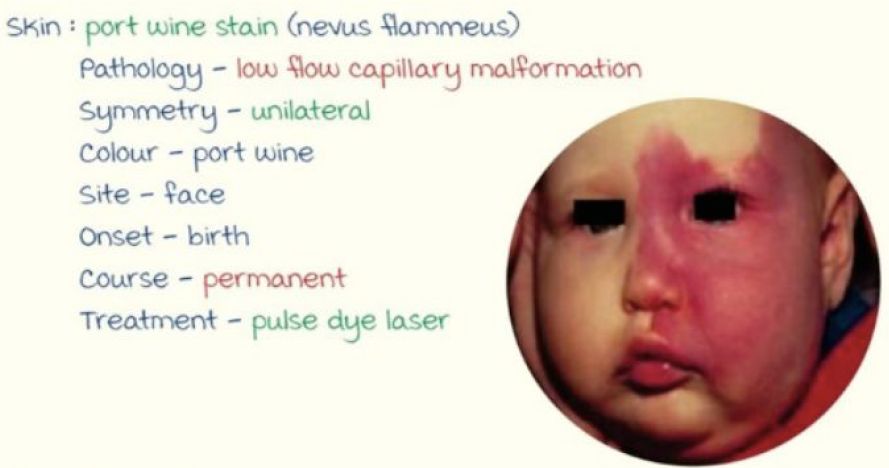 Skin : port wine stain (nevus flammeus)
Pathology - low flow capillary malformation
Symmetry - unilateral
Colour - port wine
Site - face
Onset - birth
Course - permanent
Treatment - pulse dye laser